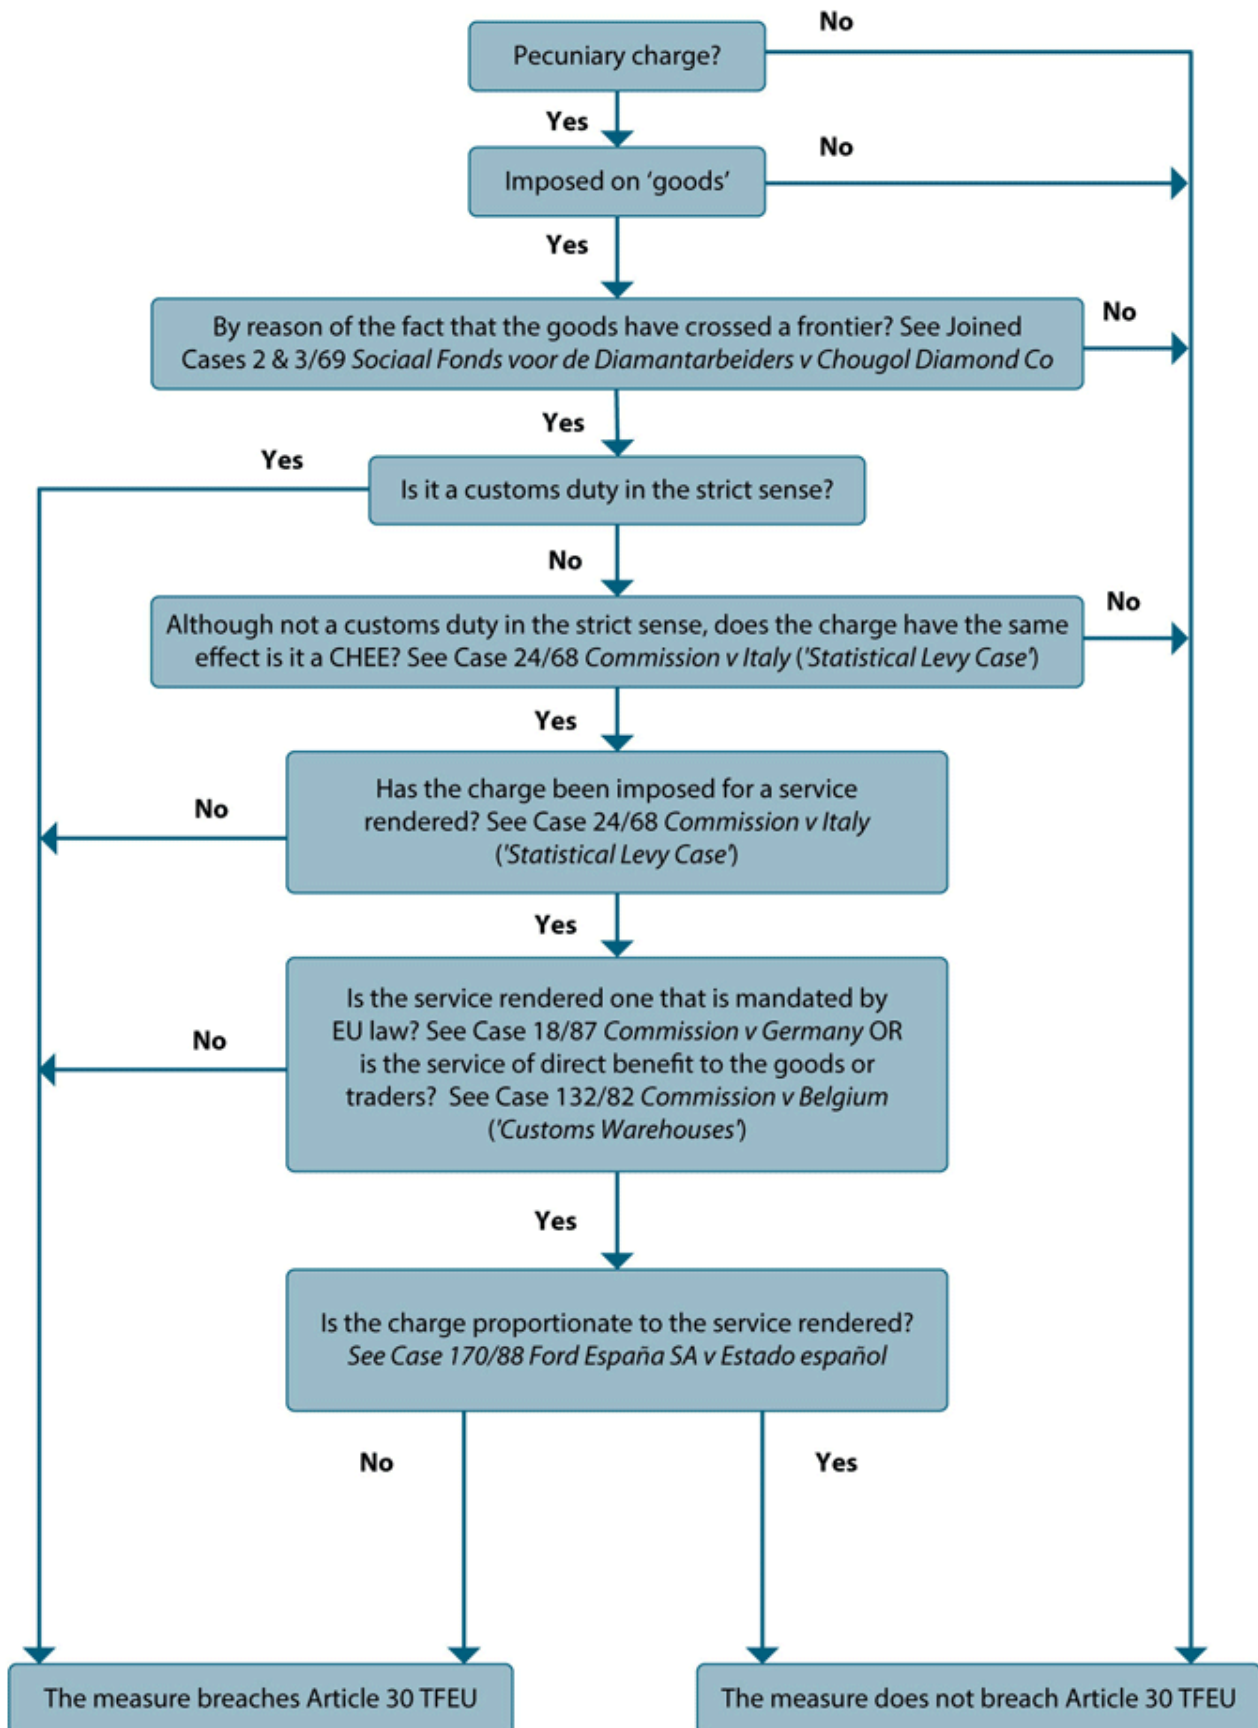 No
Pecuniary charge?
Yes
No
Imposed on ‘goods’
Yes
By reason of the fact that the goods have crossed a frontier? See Joined
Cases 2 & 3/69 Sociaal Fonds voor de Diamantarbeiders v Chougol Diamond Co
No
Yes
Yes
Is it a customs duty in the strict sense?
No
Although not a customs duty in the strict sense, does the charge have the same
effect is it a CHEE? See Case 24/68 Commission v Italy ('Statistical Levy Case')
No
Yes
Has the charge been imposed for a service
rendered? See Case 24/68 Commission v Italy
('Statistical Levy Case')
No
Yes
Is the service rendered one that is mandated by
EU law? See Case 18/87 Commission v Germany OR
is the service of direct benefit to the goods or
traders? See Case 132/82 Commission v Belgium
('Customs Warehouses')
No
Yes
Is the charge proportionate to the service rendered?
See Case 170/88 Ford España SA v Estado español
No
Yes
The measure breaches Article 30 TFEU
The measure does not breach Article 30 TFEU